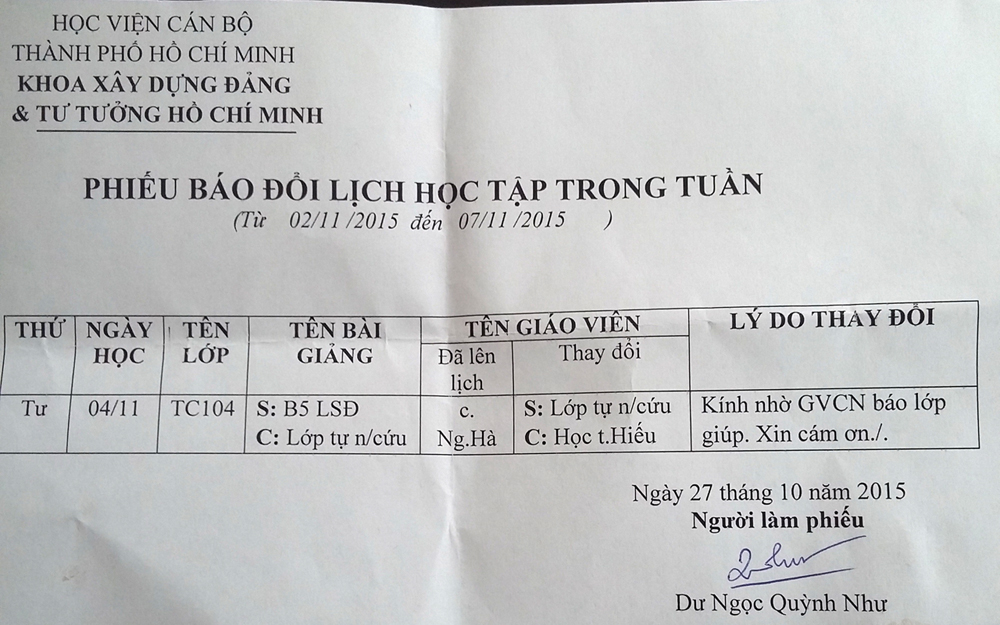 HỌC VIỆN CÁN BỘ
THÀNH PHỐ HỒ CHÍ MINH
KHOA XÂY DỰNG ĐẢNG
& TƯ TƯỞNG HỒ CHÍ MINH
PHIẾU BÁO ĐỔI LỊCH HỌC TẬP TRONG TUẦN
(Từ 02/11 /2015 đến 07/11 /2015 )
THỨ NGÀY HỌC TÊN LỚP TÊN BÀI GIẢNG TÊN GIÁO VIÊN LÝ DO THAY ĐỔI
Đã lên lịch Thay đổi
Tư 04/11 TC104 S: B5 LSĐ c. S: Lớp tự n/cứu Kính nhờ GVCN báo lớp
C: Lớp tự n/cứu Ng.Hà C: Học t.Hiếu giúp. Xin cám ơn./.
Ngày 27 tháng 10 năm 2015
Người làm phiếu
Dư Ngọc Quỳnh Như